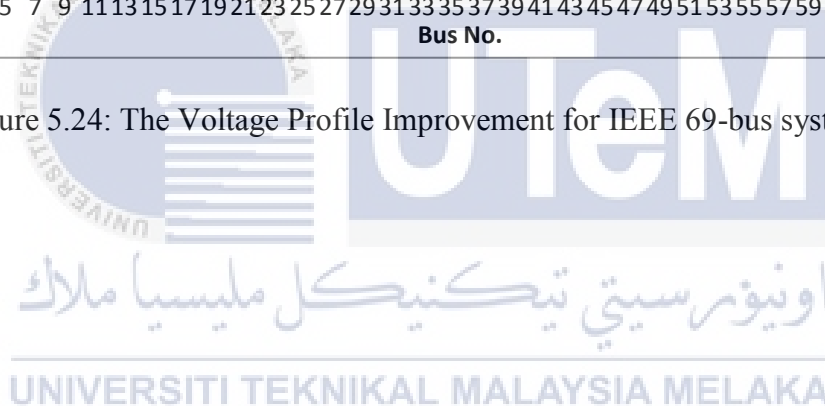 5 7 9 11 13 15 17 19 21 23 25 27 29 31 33 35 37 39 41 43 45 47 49 51 53 55 57 59
Bus No.
ure 5.24: The Voltage Profile Improvement for IEEE 69-bus syst
UTeM
اونيۏرسيتي تيكنيكل مليسيا ملاك
UNIVERSITI TEKNIKAL MALAYSIA MELAKA